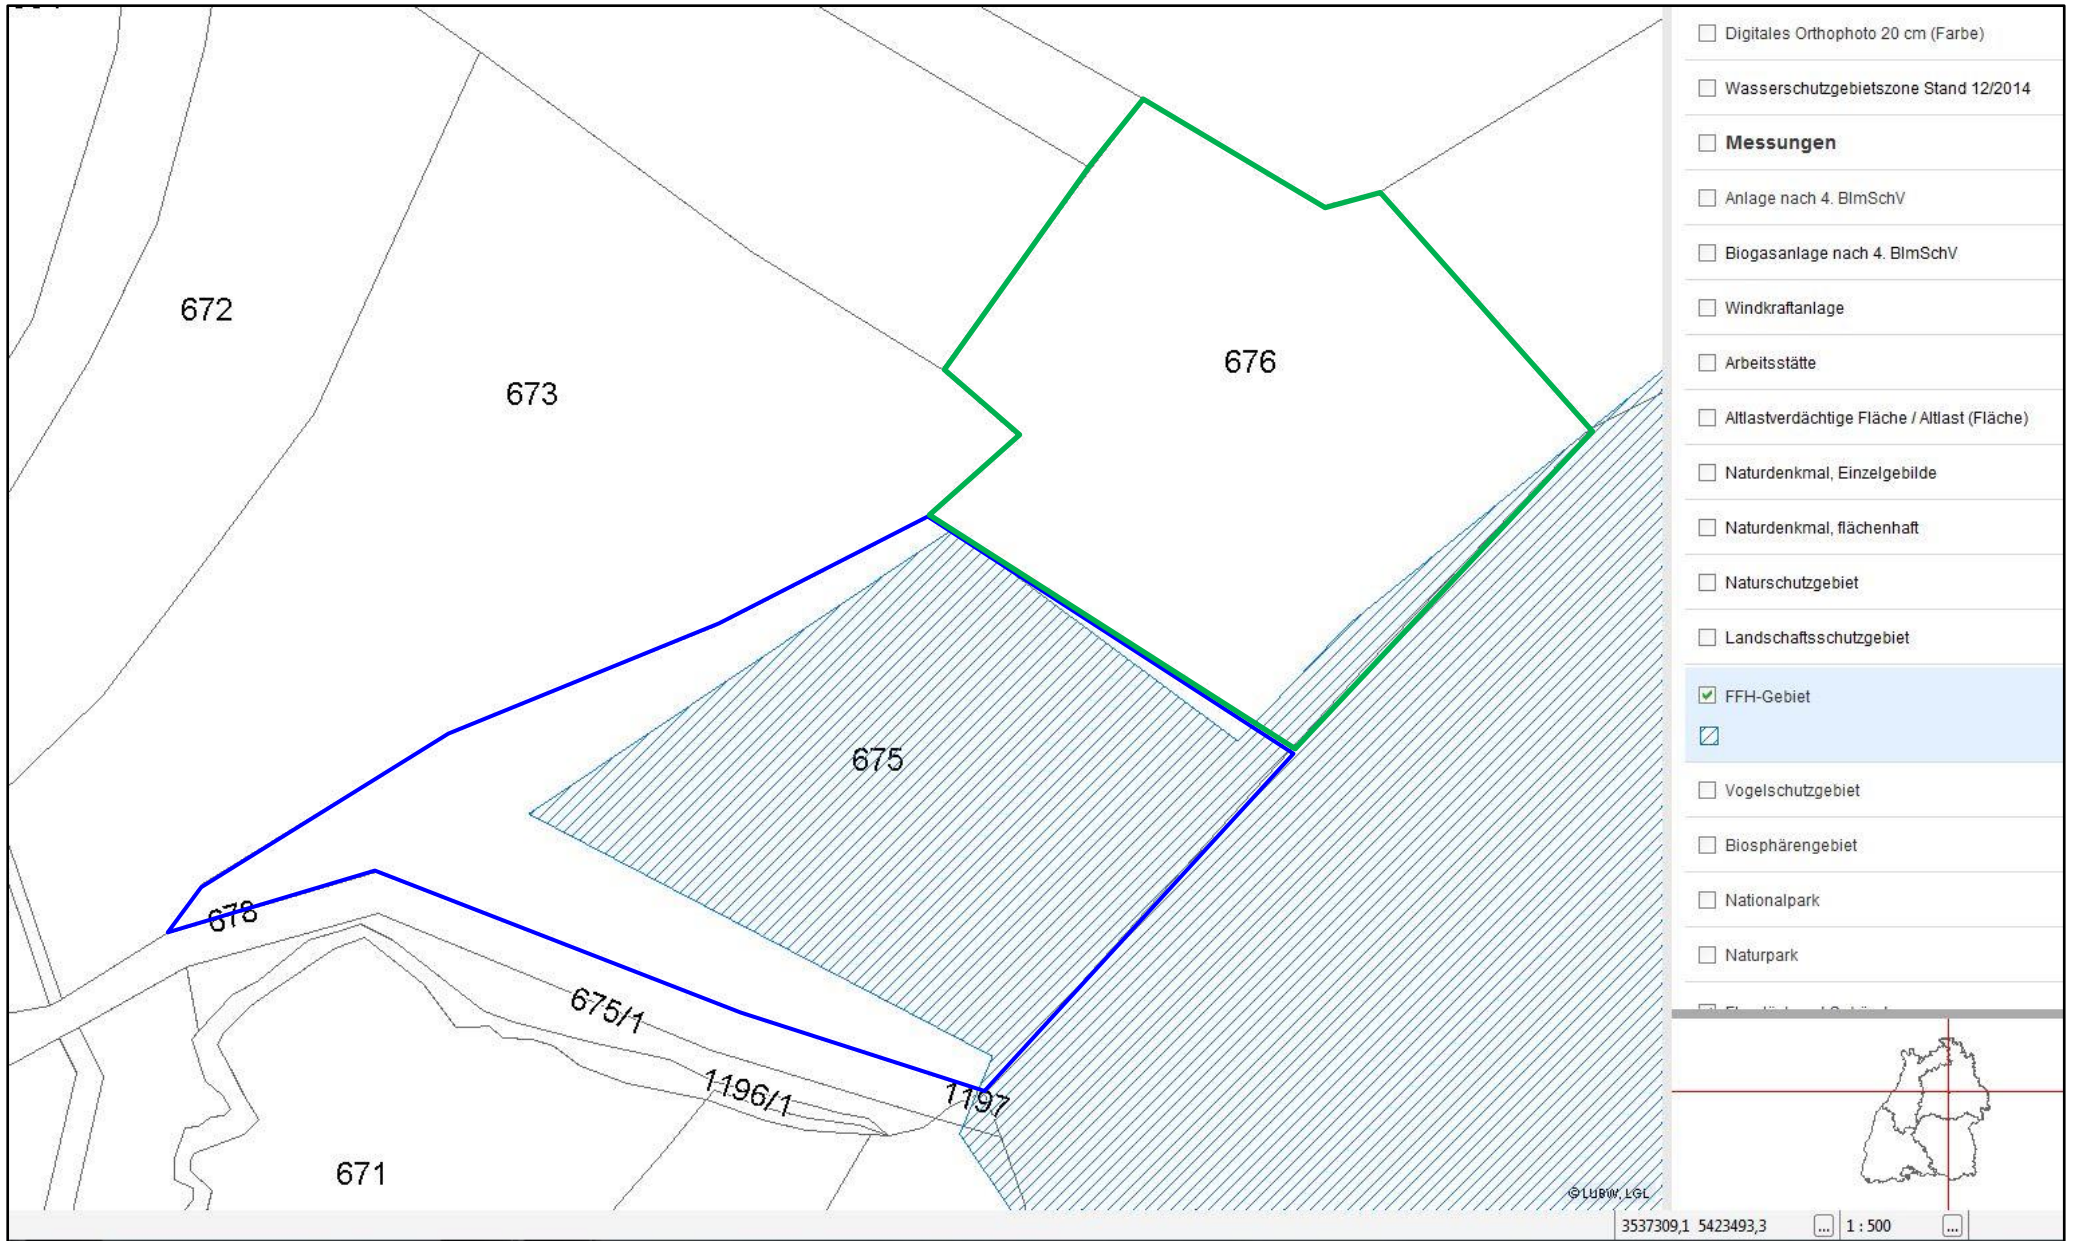 672
673
676
675
678
675/1
1196/1
1197
671
©LUBW, LGL
Digitales Orthophoto 20 cm (Farbe)
Wasserschutzgebietszone Stand 12/2014
Messungen
Anlage nach 4. BImSchV
Biogasanlage nach 4. BImSchV
Windkraftanlage
Arbeitsstätte
Altlastverdächtige Fläche / Altlast (Fläche)
Naturdenkmal, Einzelgebilde
Naturdenkmal, flächenhaft
Naturschutzgebiet
Landschaftsschutzgebiet
FFH-Gebiet
Vogelschutzgebiet
Biosphärengebiet
Nationalpark
Naturpark
3537309,1 5423493,3 ... 1 : 500 ...